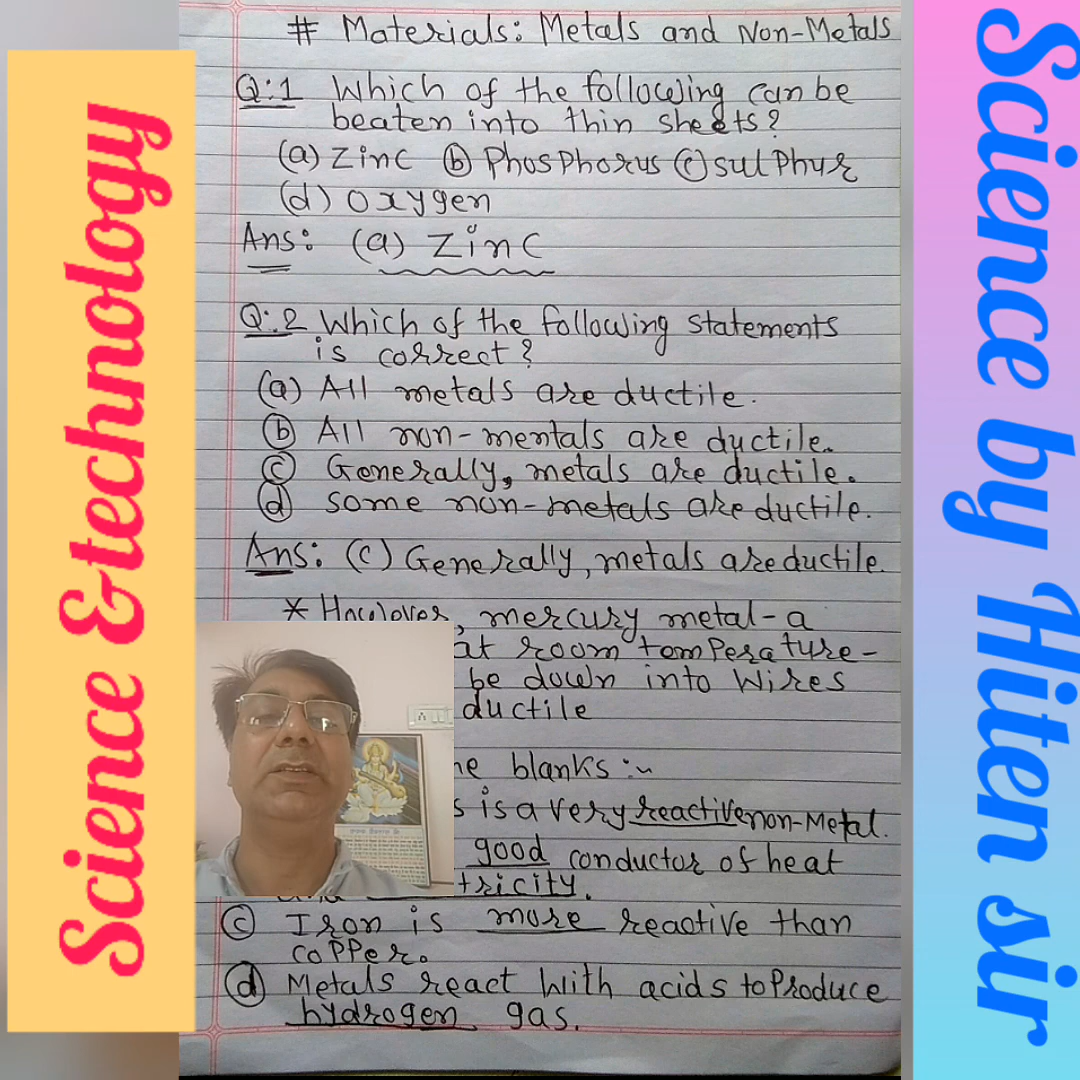 Science & technology
# Materials: Metals and Non-Metals
Q:1 Which of the following can be
beaten into thin sheets?
(a) Zinc (b) Phosphorus (c) sulphur
(d) oxygen
Ans: (a) Zinc
Q:2 Which of the following statements
is correct?
(a) All metals are ductile.
(b) All non-mentals are ductile.
(c) Generally, metals are ductile.
(d) some non-metals are ductile.
Ans: (c) Generally, metals are ductile.
* However, mercury metal-a
at room temperature-
be down into wires
ductile
he blanks :~
s is a very reactive non-Metal.
good conductor of heat
tricity.
(c) Iron is more reactive than
copper.
(d) Metals react with acids to Produce
hydrogen gas.
Science by Hiten sir